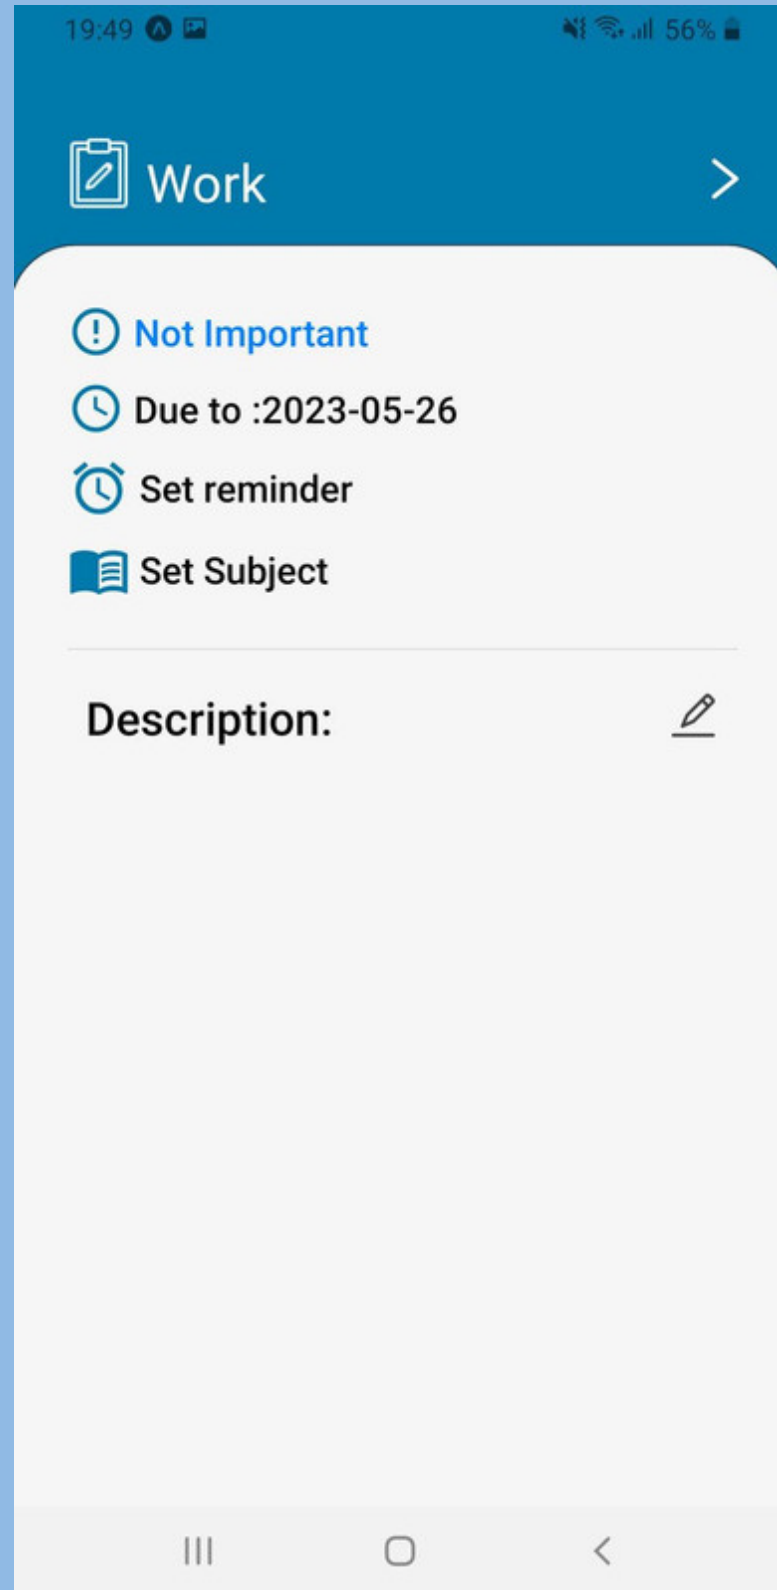 19:49 56%
Work
Not Important
Due to :2023-05-26
Set reminder
Set Subject
Description: